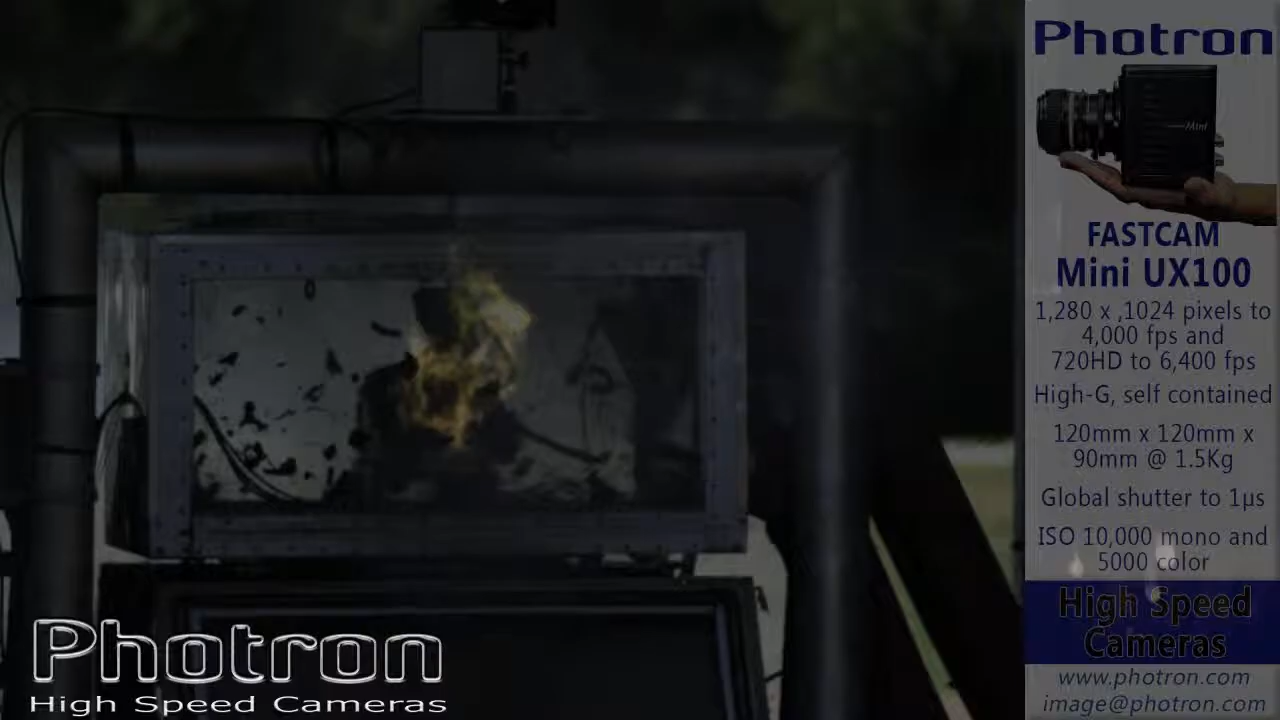 Photron
Mini
FASTCAM
Mini UX100
1,280 x ,1024 pixels to
4,000 fps and
720HD to 6,400 fps
High-G, self contained
120mm x 120mm x
90mm @ 1.5Kg
Global shutter to 1µs
ISO 10,000 mono and
5000 color
High Speed
Cameras
www.photron.com
image@photron.com
Photron
High Speed Cameras